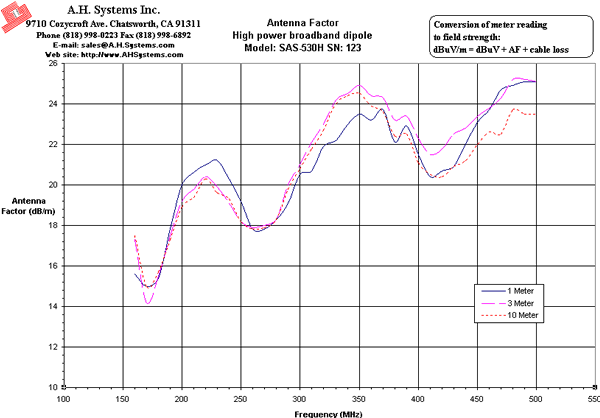 A.H. Systems Inc.
9710 Cozycroft Ave. Chatsworth, CA 91311
Phone (818) 998-0223 Fax (818) 998-6892
E-mail: sales@A.H.Systems.com
Web site: http://www.AHSystems.com
Antenna Factor
High power broadband dipole
Model: SAS-530H SN: 123
Conversion of meter reading
to field strength:
dBuV/m = dBuV + AF + cable loss
26
24
22
20
18
16
14
12
10
Antenna
Factor (dB/m)
1 Meter
3 Meter
10 Meter
100
150
200
250
300
350
400
450
500
550
Frequency (MHz)